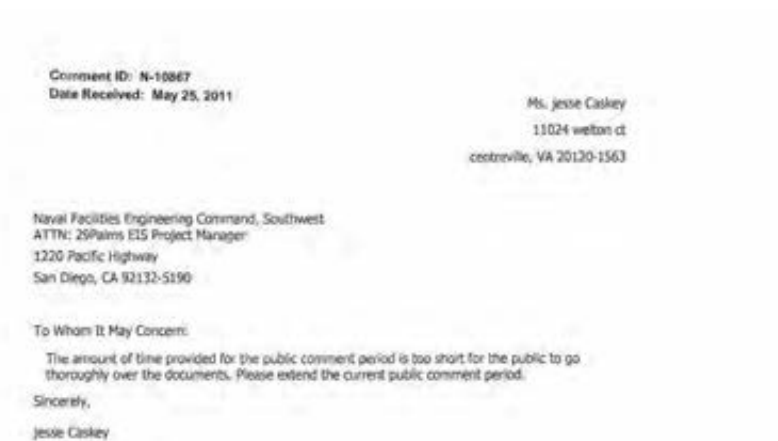 Comment ID: N-10867
Date Received: May 25, 2011
Ms. jesse Caskey
11024 welton ct
centreville, VA 20120-1563
Naval Facilities Engineering Command, Southwest
ATTN: 29Palms EIS Project Manager
1220 Pacific Highway
San Diego, CA 92132-5190
To Whom It May Concern:
The amount of time provided for the public comment period is too short for the public to go
thoroughly over the documents. Please extend the current public comment period.
Sincerely,
jesse Caskey